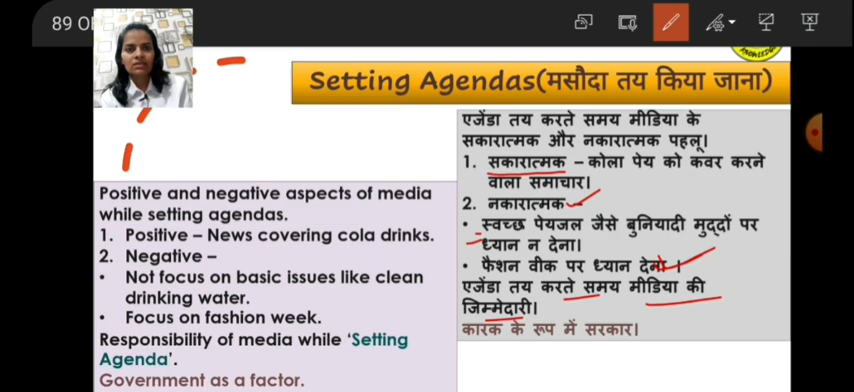 89 O
KNOWLEDGE
Setting Agendas(मसौदा तय किया जाना)
एजेंडा तय करते समय मीडिया के
सकारात्मक और नकारात्मक पहलू।
1. सकारात्मक – कोला पेय को कवर करने
वाला समाचार।
2. नकारात्मक –
• स्वच्छ पेयजल जैसे बुनियादी मुद्दों पर
ध्यान न देना।
• फैशन वीक पर ध्यान देना ।
एजेंडा तय करते समय मीडिया की
जिम्मेदारी।
कारक के रूप में सरकार।
Positive and negative aspects of media
while setting agendas.
1. Positive – News covering cola drinks.
2. Negative –
• Not focus on basic issues like clean
drinking water.
• Focus on fashion week.
Responsibility of media while ‘Setting
Agenda’.
Government as a factor.